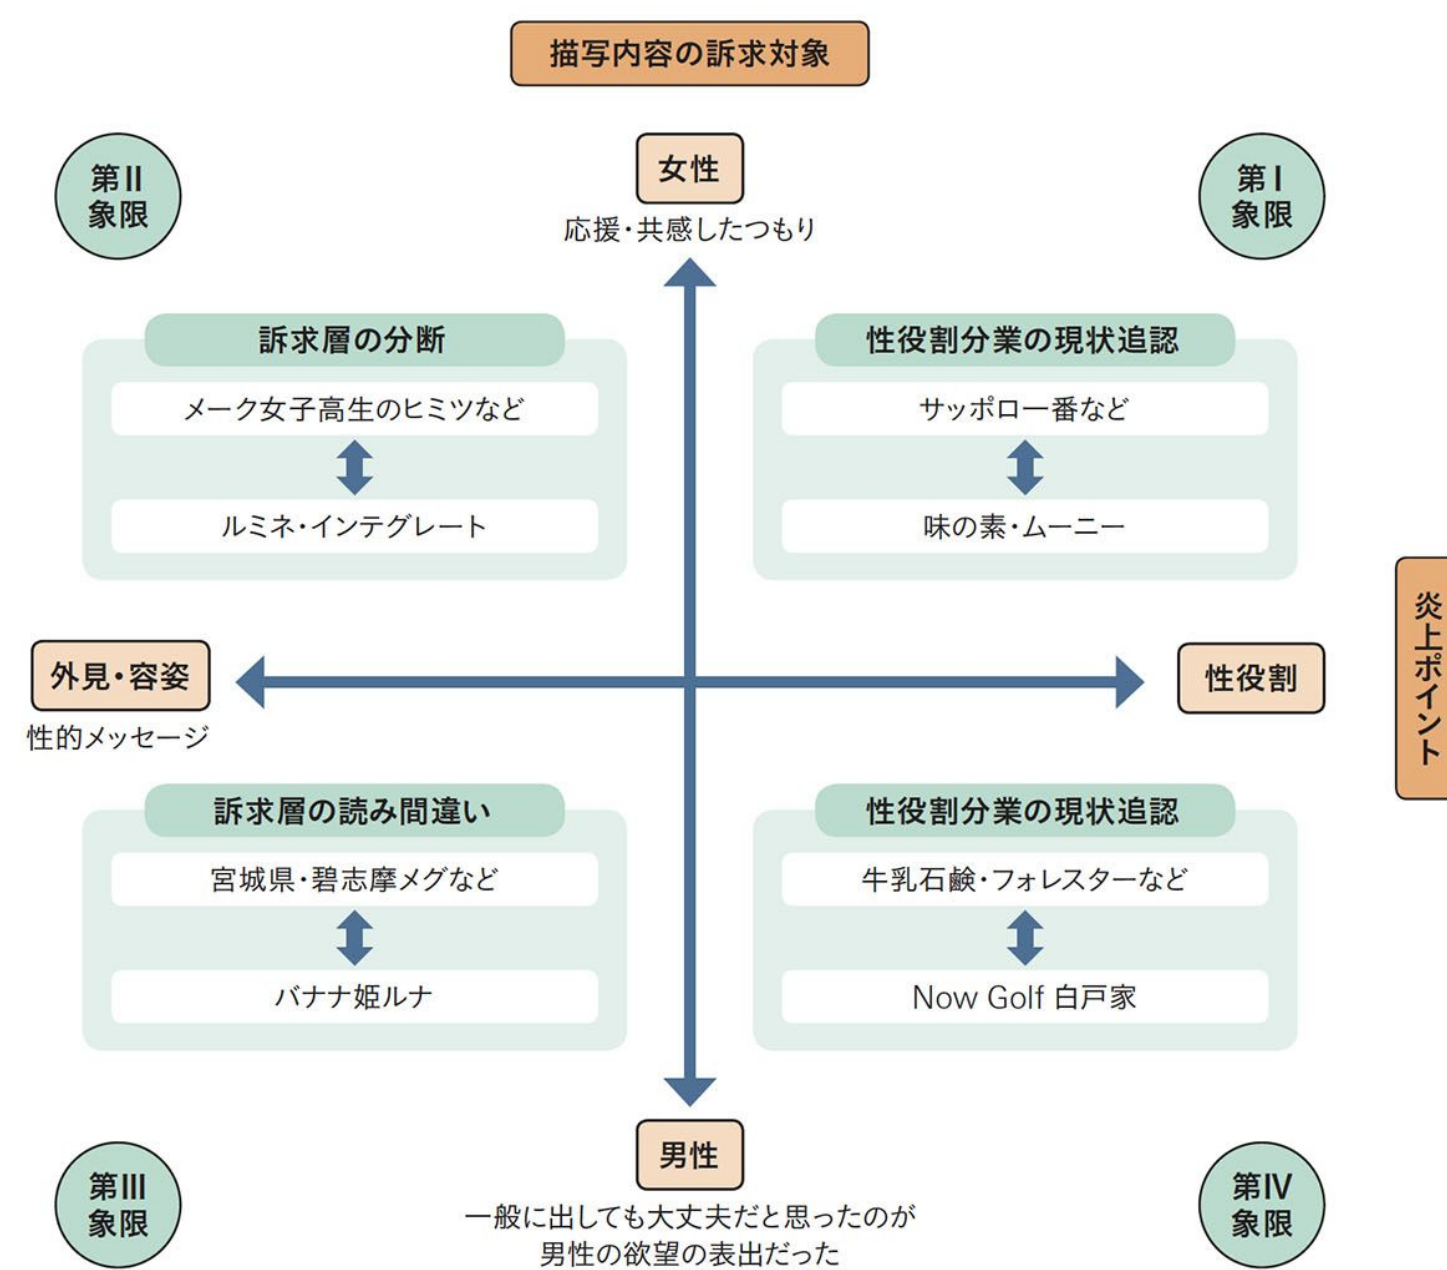 描写内容の訴求対象
第II
象限
女性
応援・共感したつもり
第I
象限
訴求層の分断
メーク女子高生のヒミツなど
ルミネ・インテグレート
性役割分業の現状追認
サッポロ一番など
味の素・ムーニー
外見・容姿
性的メッセージ
性役割
炎上ポイント
訴求層の読み間違い
宮城県・碧志摩メグなど
バナナ姫ルナ
性役割分業の現状追認
牛乳石鹸・フォレスターなど
Now Golf 白戸家
第III
象限
男性
一般に出しても大丈夫だと思ったのが
男性の欲望の表出だった
第IV
象限